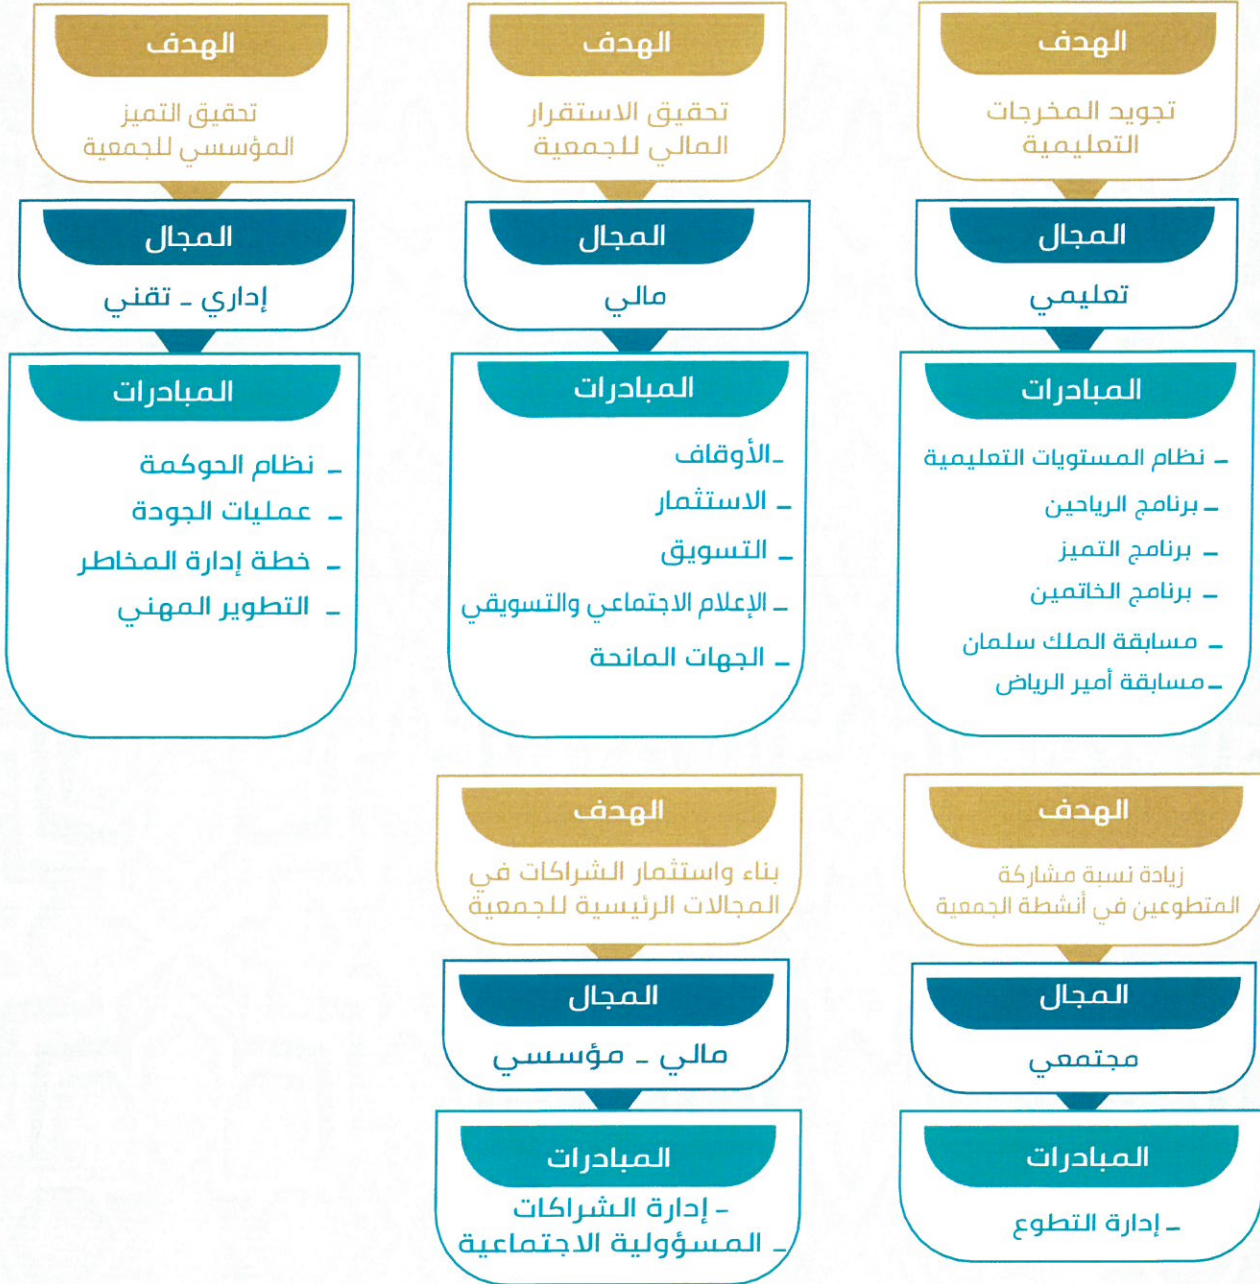 الهدف
تجويد المخرجات
التعليمية
المجال
تعليمي
المبادرات
- نظام المستويات التعليمية
- برنامج الرياحين
- برنامج التميز
- برنامج الخاتمين
- مسابقة الملك سلمان
- مسابقة أمير الرياض
الهدف
تحقيق الاستقرار
المالي للجمعية
المجال
مالي
المبادرات
-الأوقاف
- الاستثمار
- التسويق
- الإعلام الاجتماعي والتسويقي
- الجهات المانحة
الهدف
تحقيق التميز
المؤسسي للجمعية
المجال
إداري - تقني
المبادرات
- نظام الحوكمة
- عمليات الجودة
- خطة إدارة المخاطر
- التطوير المهني
الهدف
زيادة نسبة مشاركة
المتطوعين في أنشطة الجمعية
المجال
مجتمعي
المبادرات
- إدارة التطوع
الهدف
بناء واستثمار الشراكات في
المجالات الرئيسية للجمعية
المجال
مالي - مؤسسي
المبادرات
- إدارة الشراكات
- المسؤولية الاجتماعية